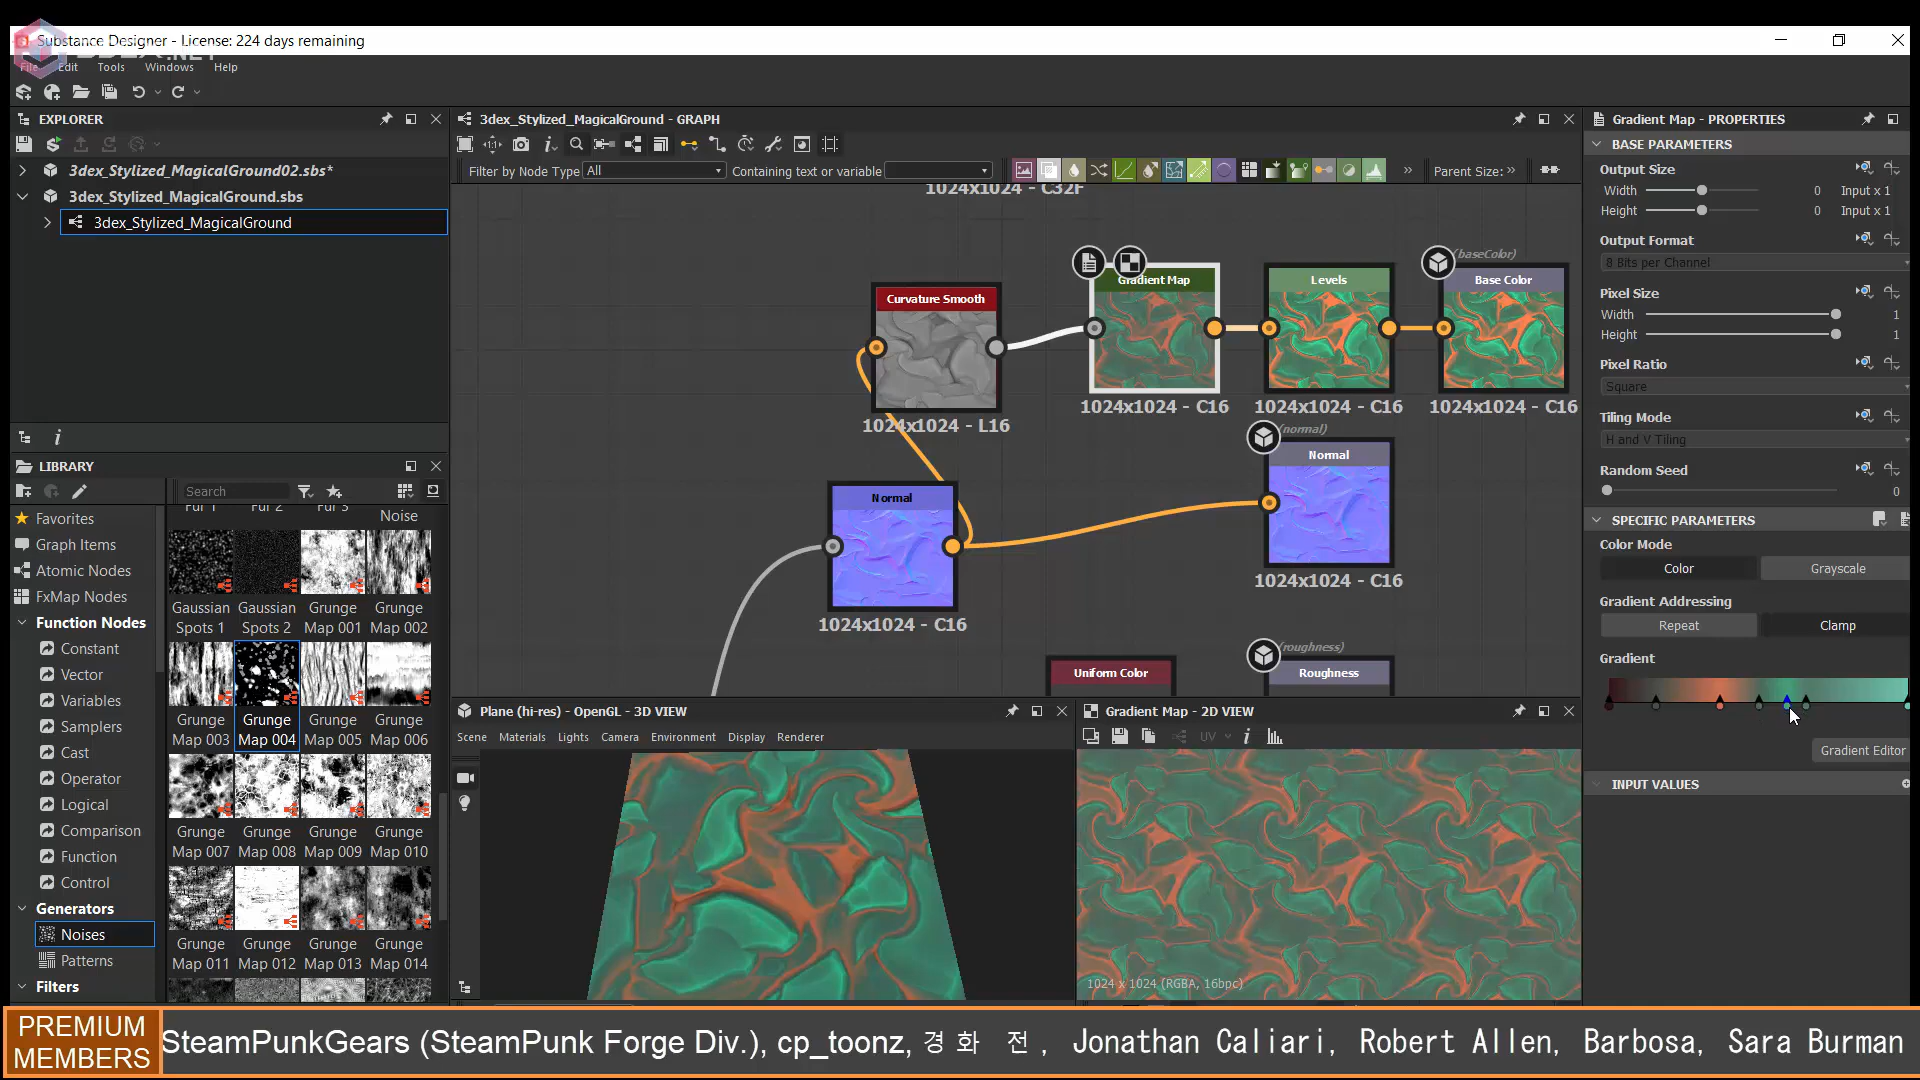 Substance Designer - License: 224 days remaining
File Edit Tools Windows Help
EXPLORER
3dex_Stylized_MagicalGround02.sbs*
3dex_Stylized_MagicalGround.sbs
3dex_Stylized_MagicalGround
LIBRARY
Search
Favorites
Graph Items
Atomic Nodes
FxMap Nodes
Function Nodes
Constant
Vector
Variables
Samplers
Cast
Operator
Logical
Comparison
Function
Control
Generators
Noises
Patterns
Filters
Fur 1 Fur 2 Fur 3 Noise
Gaussian Spots 1
Gaussian Spots 2
Grunge Map 001
Grunge Map 002
Grunge Map 003
Grunge Map 004
Grunge Map 005
Grunge Map 006
Grunge Map 007
Grunge Map 008
Grunge Map 009
Grunge Map 010
Grunge Map 011
Grunge Map 012
Grunge Map 013
Grunge Map 014
3dex_Stylized_MagicalGround - GRAPH
Filter by Node Type All Containing text or variable
Parent Size: »
1024x1024 - C32F
Curvature Smooth
1024x1024 - L16
Gradient Map
1024x1024 - C16
Levels
1024x1024 - C16
(baseColor)
Base Color
1024x1024 - C16
Normal
1024x1024 - C16
(normal)
Normal
1024x1024 - C16
Uniform Color
(roughness)
Roughness
Plane (hi-res) - OpenGL - 3D VIEW
Scene Materials Lights Camera Environment Display Renderer
Gradient Map - 2D VIEW
UV
1024 x 1024 (RGBA, 16bpc)
Gradient Map - PROPERTIES
BASE PARAMETERS
Output Size
Width 0 Input x 1
Height 0 Input x 1
Output Format
8 Bits per Channel
Pixel Size
Width 1
Height 1
Pixel Ratio
Square
Tiling Mode
H and V Tiling
Random Seed
0
SPECIFIC PARAMETERS
Color Mode
Color Grayscale
Gradient Addressing
Repeat Clamp
Gradient
Gradient Editor
INPUT VALUES
PREMIUM MEMBERS
SteamPunkGears (SteamPunk Forge Div.), cp_toonz, 경화 전, Jonathan Caliari, Robert Allen, Barbosa, Sara Burman